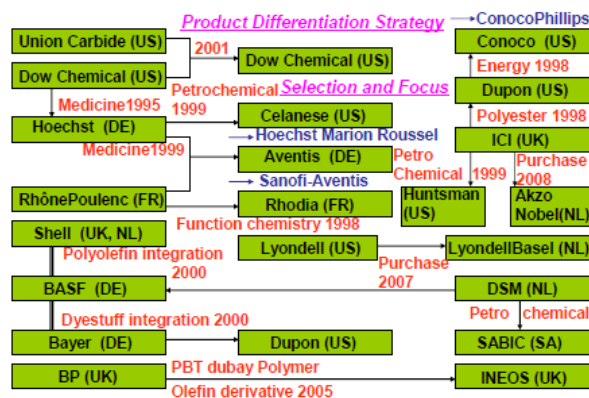 Product Differentiation Strategy
ConocoPhillips
Union Carbide (US)
2001
Dow Chemical (US)
Conoco (US)
Energy 1998
Dow Chemical (US)
Petrochemical
1999
Selection and Focus
Dupon (US)
Medicine1995
Polyester 1998
Hoechst (DE)
Celanese (US)
ICI (UK)
Hoechst Marion Roussel
Medicine1999
Aventis (DE)
Petro
Chemical 1999
Purchase
2008
Sanofi-Aventis
RhônePoulenc (FR)
Rhodia (FR)
Huntsman
(US)
Akzo
Nobel(NL)
Function chemistry 1998
Shell (UK, NL)
Lyondell (US)
LyondellBasel (NL)
Polyolefin integration
2000
Purchase
2007
BASF (DE)
DSM (NL)
Dyestuff integration 2000
Petro chemical
Bayer (DE)
Dupon (US)
SABIC (SA)
BP (UK)
PBT dubay Polymer
Olefin derivative 2005
INEOS (UK)